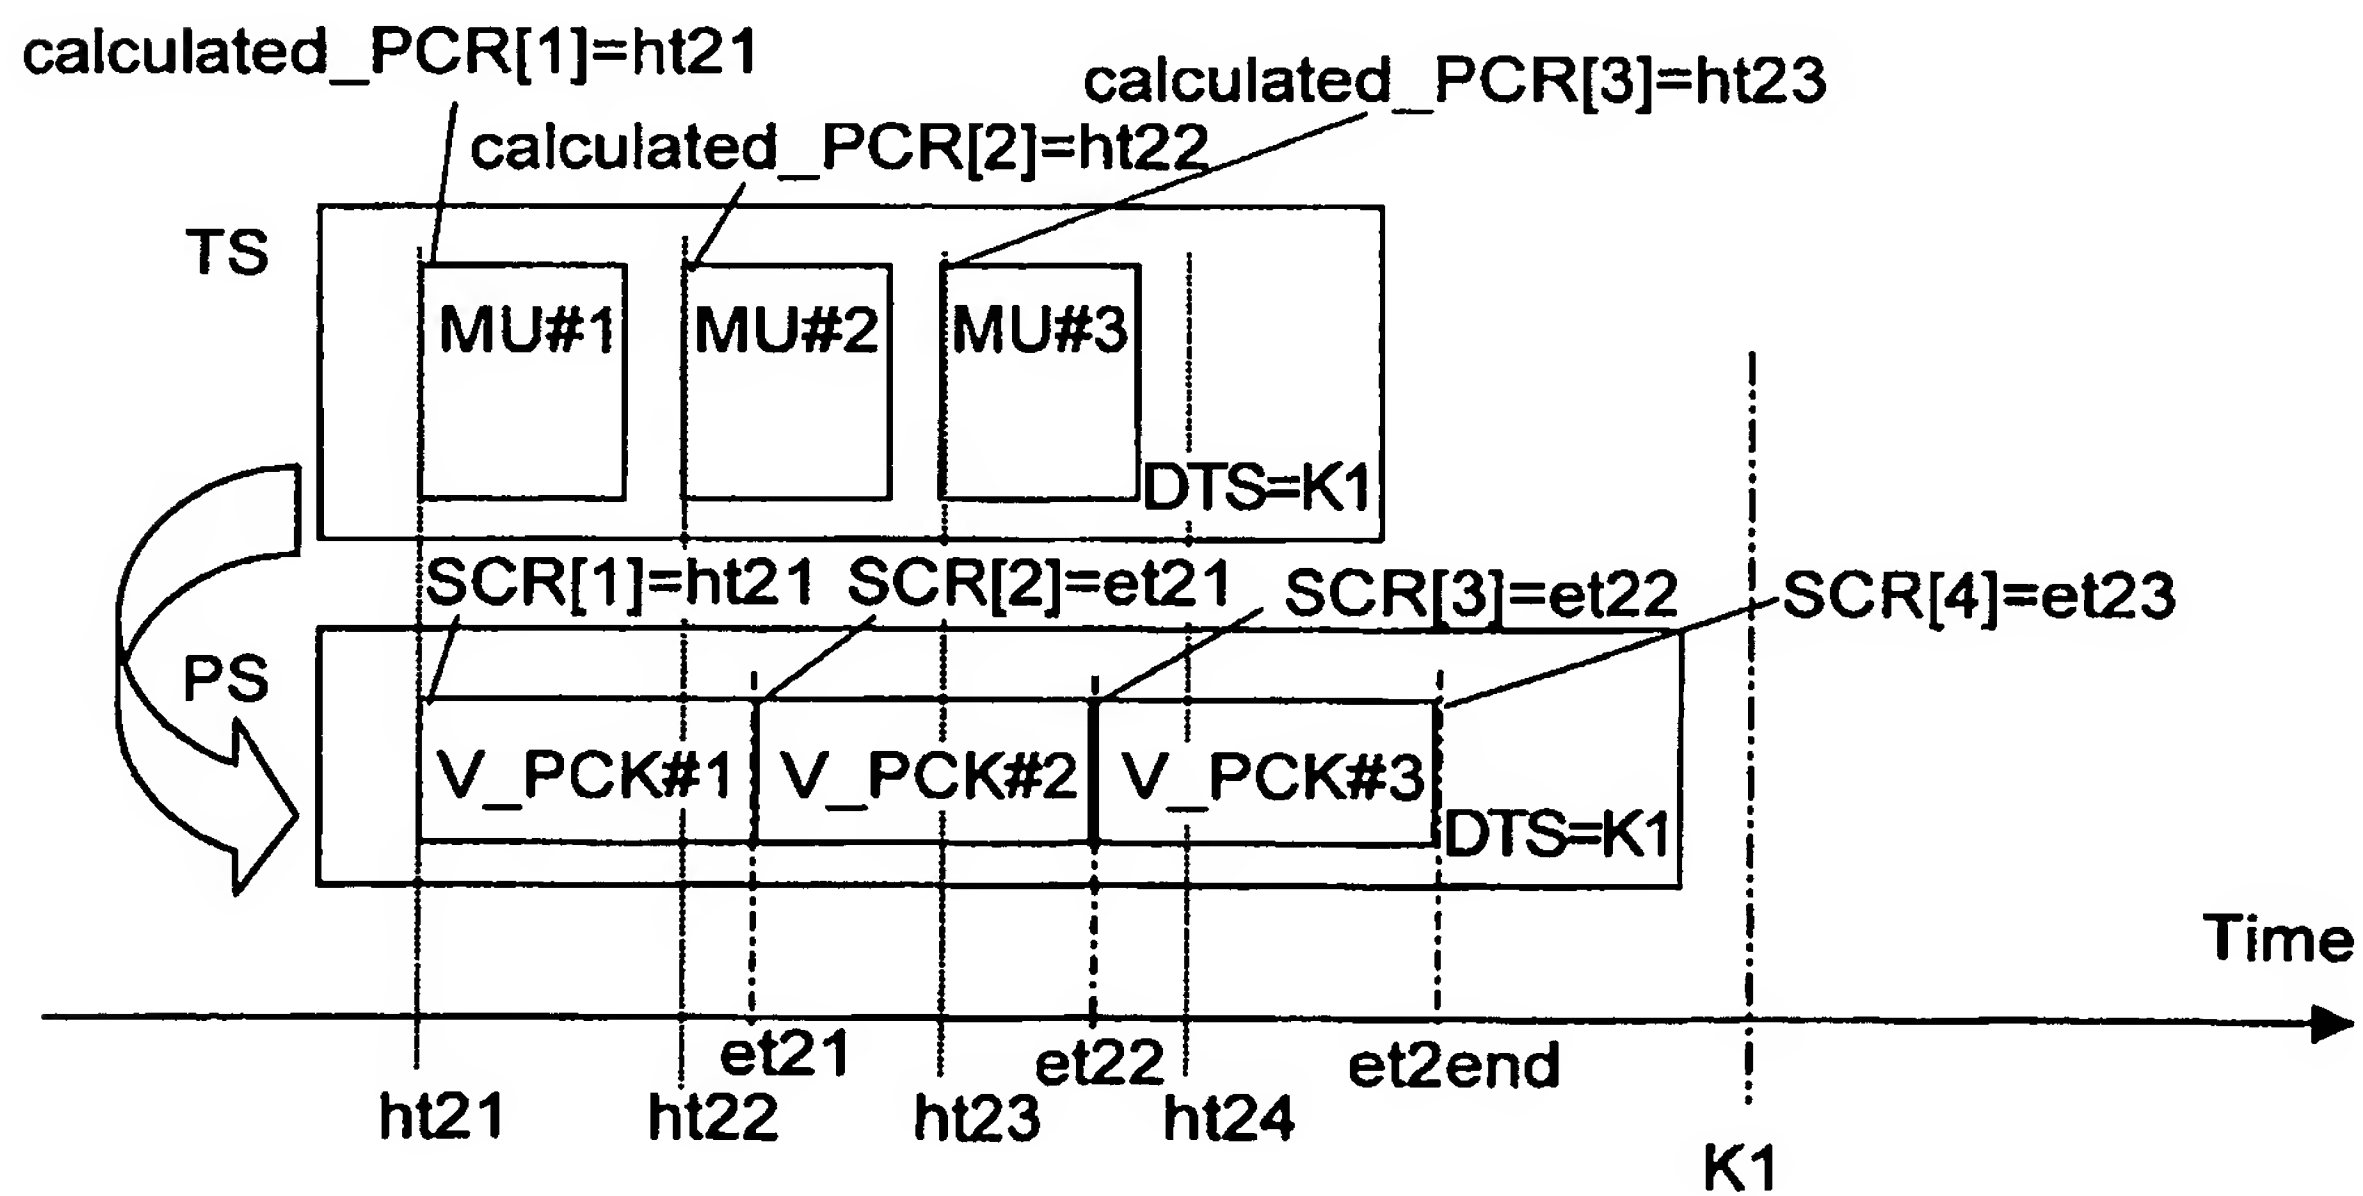 calculated_PCR[1]=ht21
calculated_PCR[3]=ht23
calculated_PCR[2]=ht22
TS
MU#1 MU#2 MU#3
DTS=K1
SCR[1]=ht21 SCR[2]=et21 SCR[3]=et22 SCR[4]=et23
PS
V_PCK#1 V_PCK#2 V_PCK#3
DTS=K1
Time
et21 et22 et2end
ht21 ht22 ht23 ht24
K1